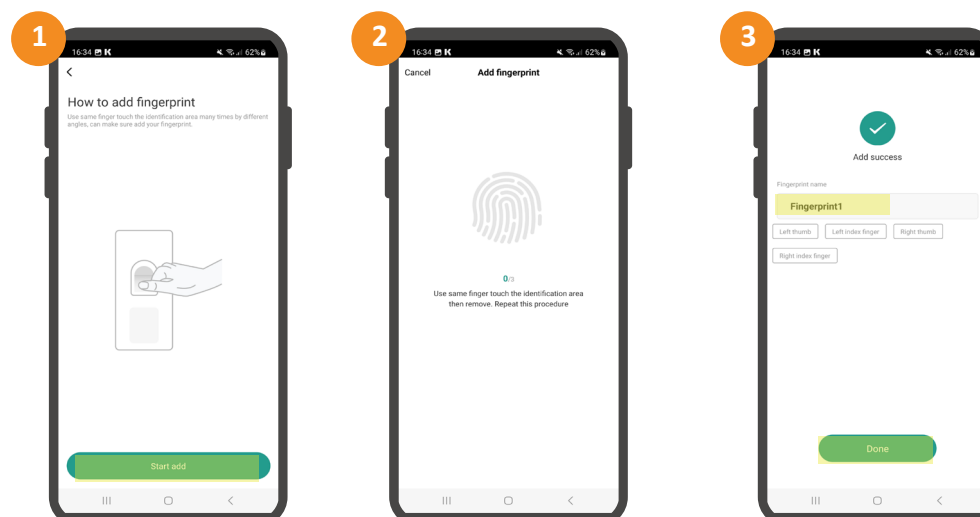 1
16:34 K 62%
How to add fingerprint
Use same finger touch the identification area many times by different
angles, can make sure add your fingerprint.
Start add
2
16:34 K 62%
Cancel Add fingerprint
0/3
Use same finger touch the identification area
then remove. Repeat this procedure
3
16:34 K 62%
Add success
Fingerprint name
Fingerprint1
Left thumb Left index finger Right thumb
Right index finger
Done